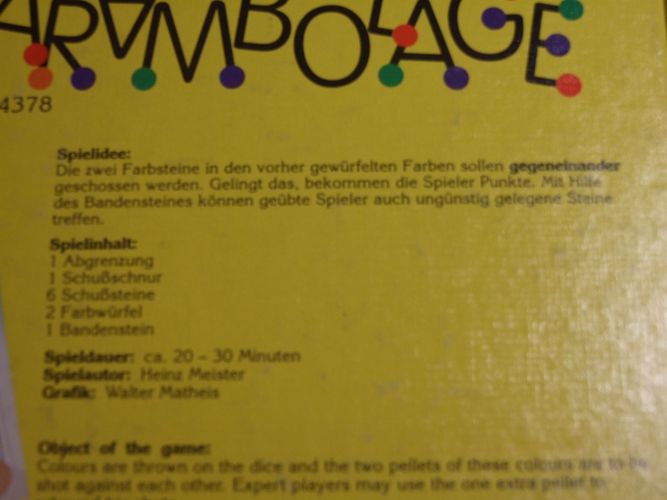 ARAMBOLAGE
4378
Spielidee:
Die zwei Farbsteine in den vorher gewürfelten Farben sollen gegeneinander
geschossen werden. Gelingt das, bekommen die Spieler Punkte. Mit Hilfe
des Bandensteines können geübte Spieler auch ungünstig gelegene Steine
treffen.
Spielinhalt:
1 Abgrenzung
1 Schußschnur
6 Schußsteine
2 Farbwürfel
1 Bandenstein
Spieldauer: ca. 20 – 30 Minuten
Spielautor: Heinz Meister
Grafik: Walter Matheis
Object of the game:
Colours are thrown on the dice and the two pellets of these colours are to be
shot against each other. Expert players may use the one extra pellet to